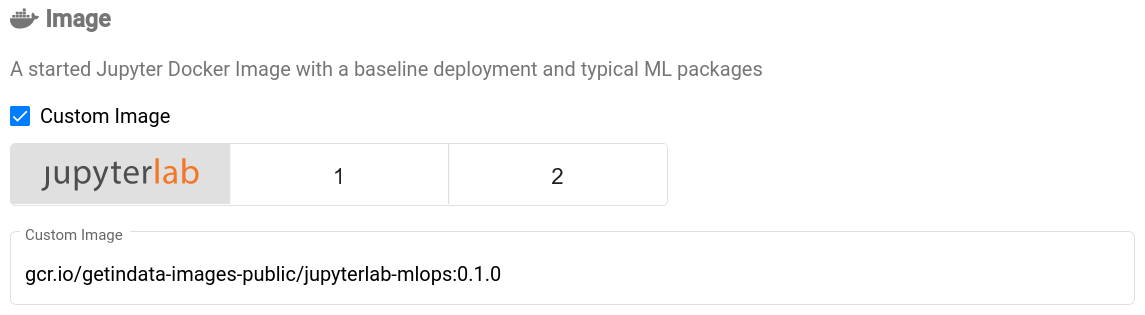 Image
A started Jupyter Docker Image with a baseline deployment and typical ML packages
Custom Image
jupyterlab 1 2
Custom Image
gcr.io/getindata-images-public/jupyterlab-mlops:0.1.0